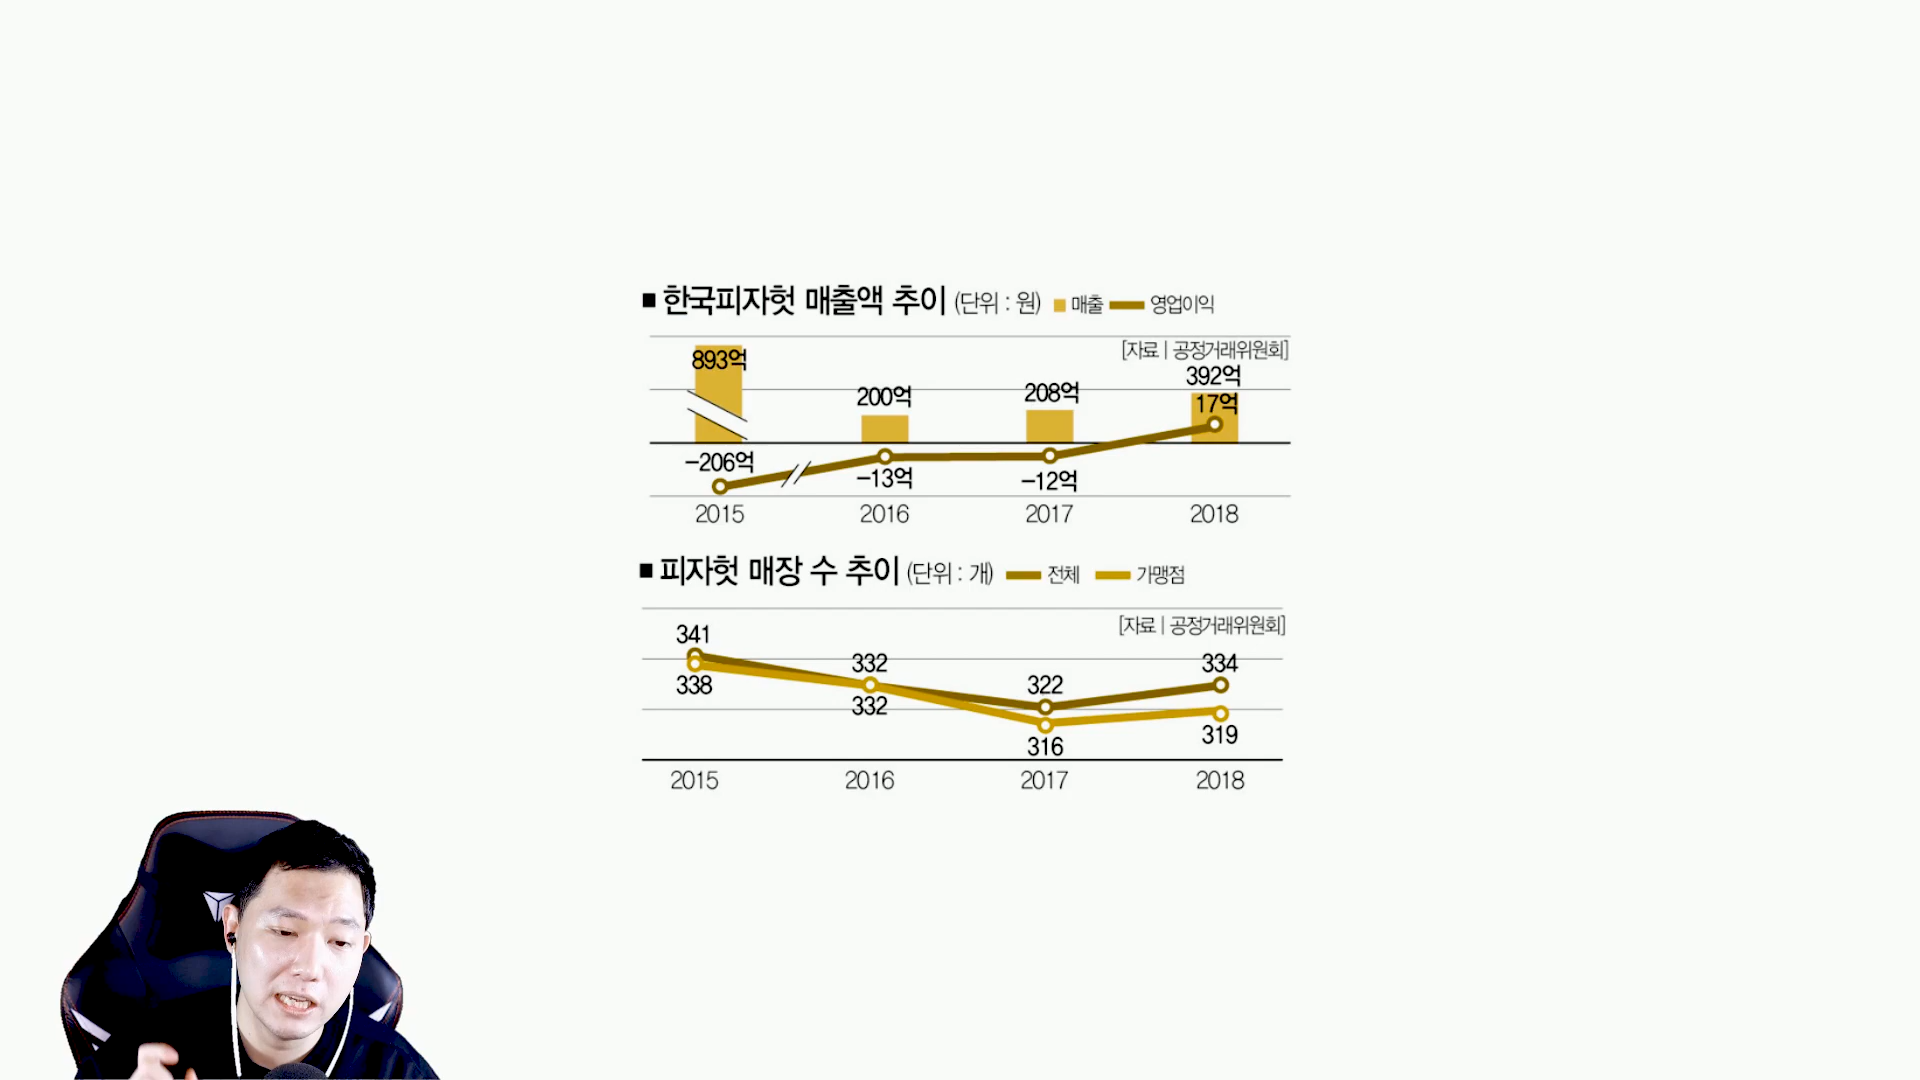 ■ 한국피자헛 매출액 추이 (단위 : 원) 매출 영업이익
[자료 | 공정거래위원회]
893억 200억 208억 392억
17억
-206억 -13억 -12억
2015 2016 2017 2018
■ 피자헛 매장 수 추이 (단위 : 개) 전체 가맹점
[자료 | 공정거래위원회]
341 332 322 334
338 332 316 319
2015 2016 2017 2018